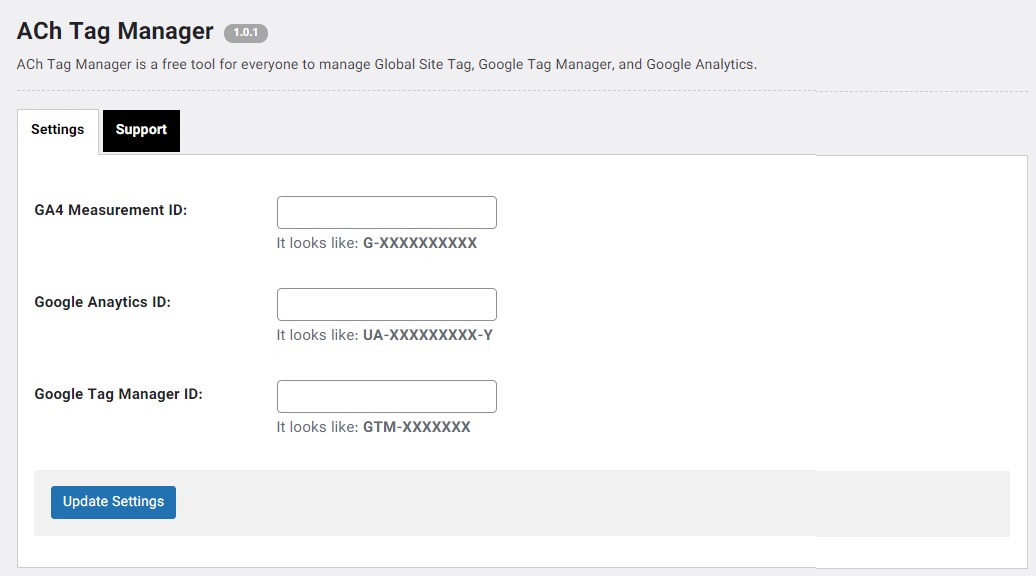 ACh Tag Manager 1.0.1
ACh Tag Manager is a free tool for everyone to manage Global Site Tag, Google Tag Manager, and Google Analytics.
Settings Support
GA4 Measurement ID:
It looks like: G-XXXXXXXXXX
Google Anaytics ID:
It looks like: UA-XXXXXXXXX-Y
Google Tag Manager ID:
It looks like: GTM-XXXXXXX
Update Settings